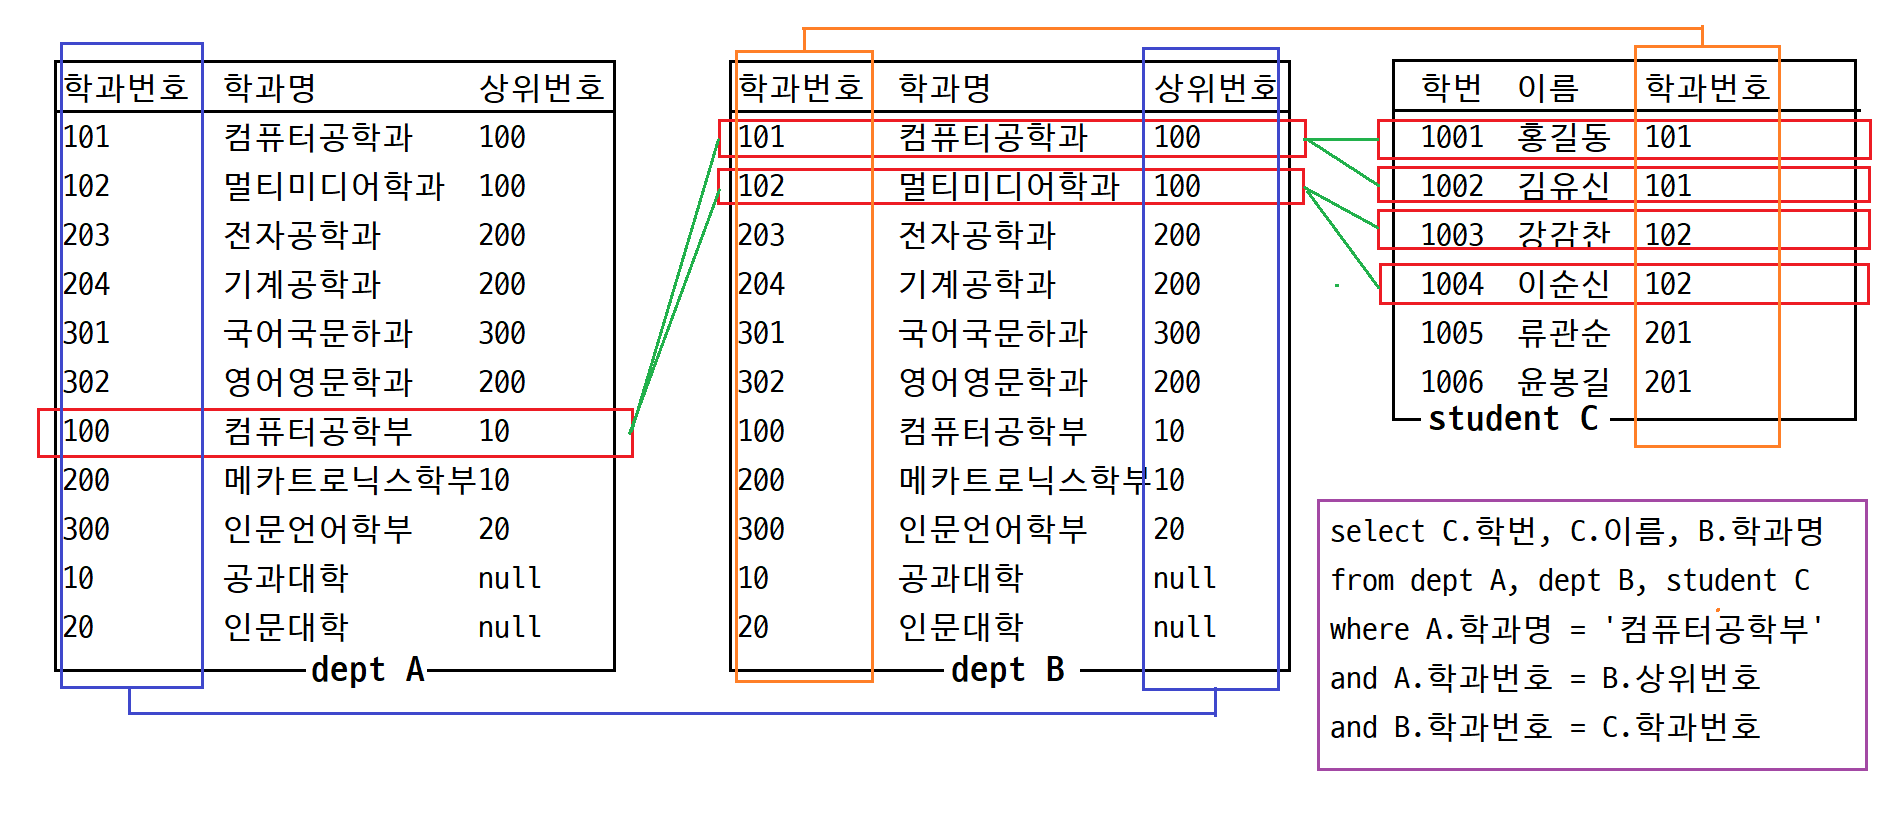 학과번호 학과명 상위번호
101 컴퓨터공학과 100
102 멀티미디어학과 100
203 전자공학과 200
204 기계공학과 200
301 국어국문하과 300
302 영어영문학과 200
100 컴퓨터공학부 10
200 메카트로닉스학부10
300 인문언어학부 20
10 공과대학 null
20 인문대학 null
dept A
학과번호 학과명 상위번호
101 컴퓨터공학과 100
102 멀티미디어학과 100
203 전자공학과 200
204 기계공학과 200
301 국어국문하과 300
302 영어영문학과 200
100 컴퓨터공학부 10
200 메카트로닉스학부10
300 인문언어학부 20
10 공과대학 null
20 인문대학 null
dept B
학번 이름 학과번호
1001 홍길동 101
1002 김유신 101
1003 강감찬 102
1004 이순신 102
1005 류관순 201
1006 윤봉길 201
student C
select C.학번, C.이름, B.학과명
from dept A, dept B, student C
where A.학과명 = '컴퓨터공학부'
and A.학과번호 = B.상위번호
and B.학과번호 = C.학과번호